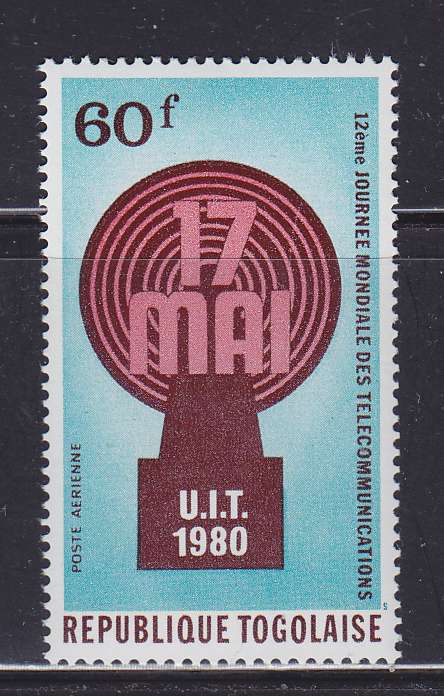 60f
12ème JOURNEE MONDIALE DES TELECOMMUNICATIONS
17
MAI
POSTE AERIENNE
U.I.T.
1980
S
REPUBLIQUE TOGOLAISE